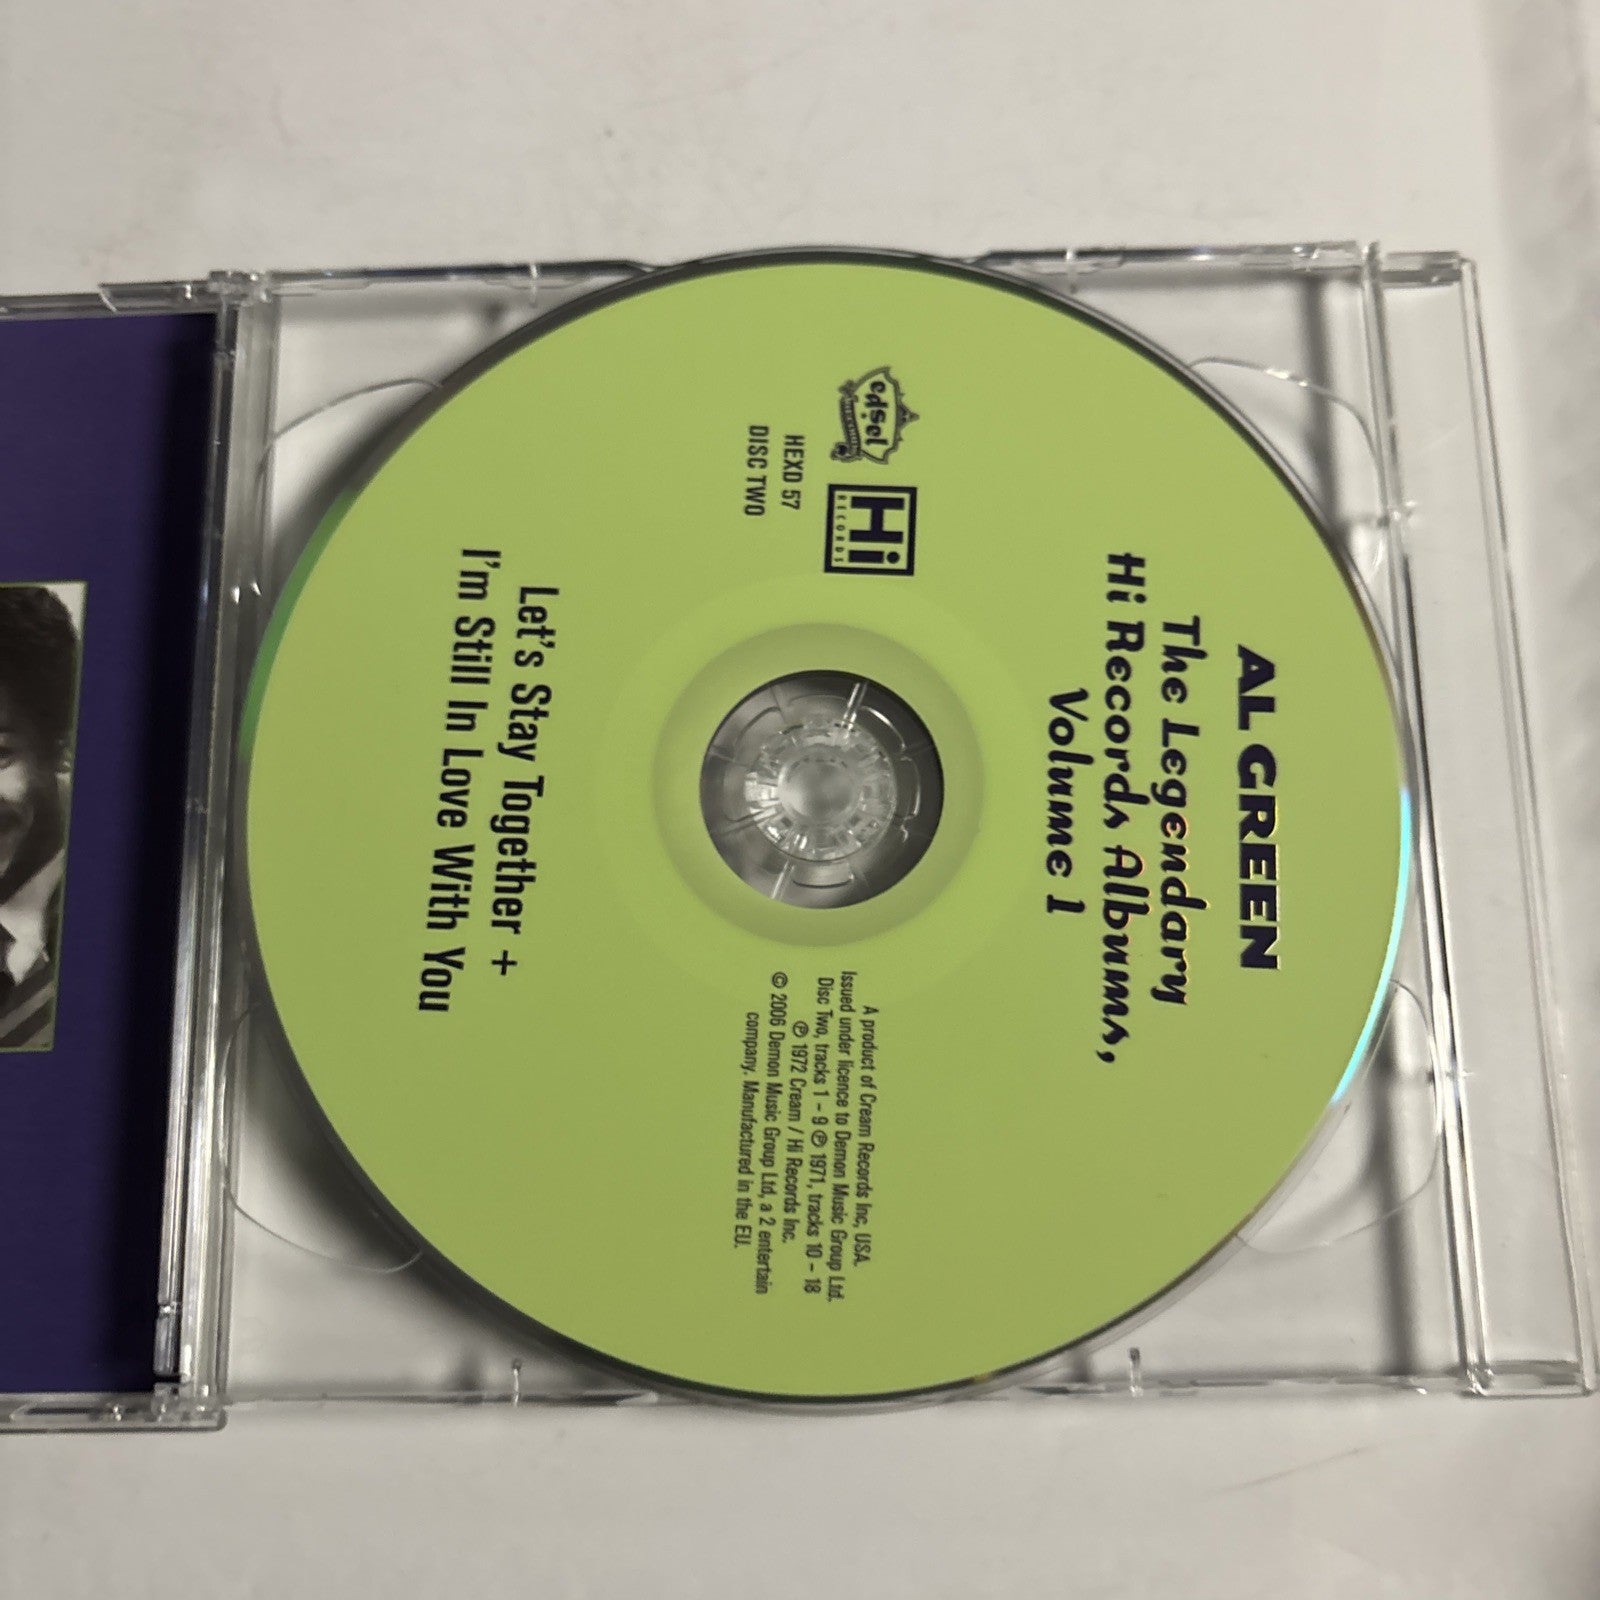 AL GREEN
The Legendary
Hi Records Albums,
Volume 1
edsel
Hi
RECORDS
HEXD 57
DISC TWO
A product of Cream Records Inc, USA.
Issued under licence to Demon Music Group Ltd.
Disc Two, tracks 1 – 9 ℗ 1971, tracks 10 – 18
℗ 1972 Cream / Hi Records Inc.
© 2006 Demon Music Group Ltd, a 2 entertain
company. Manufactured in the EU.
Let's Stay Together +
I'm Still In Love With You